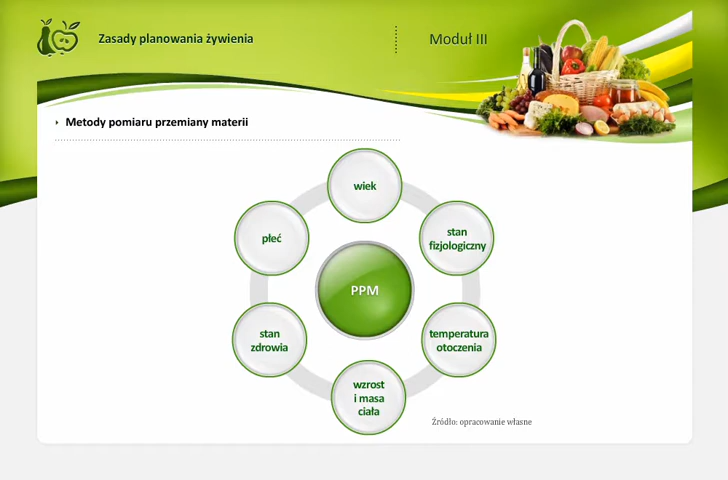 Zasady planowania żywienia
Moduł III
Metody pomiaru przemiany materii
wiek
płeć
stan
fizjologiczny
PPM
stan
zdrowia
temperatura
otoczenia
wzrost
i masa
ciała
Źródło: opracowanie własne